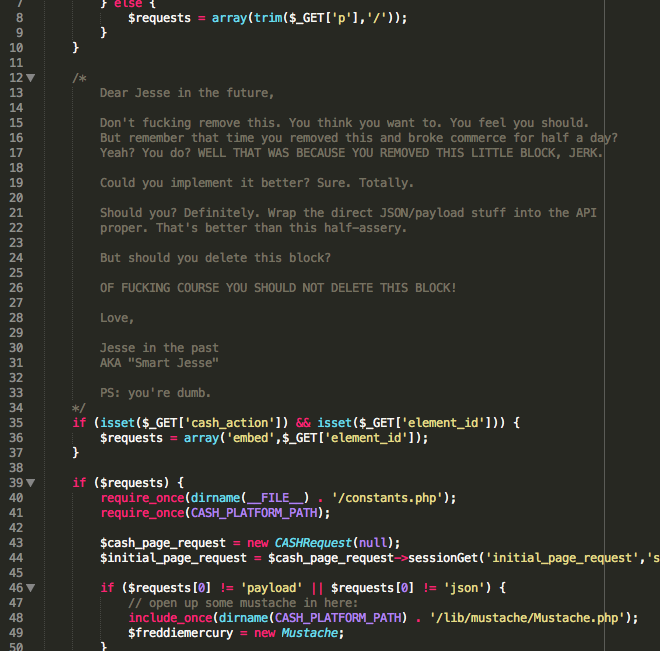 7 } else {
8 $requests = array(trim($_GET['p'],'/'));
9 }
10 }
11
12 /*
13 Dear Jesse in the future,
14
15 Don't fucking remove this. You think you want to. You feel you should.
16 But remember that time you removed this and broke commerce for half a day?
17 Yeah? You do? WELL THAT WAS BECAUSE YOU REMOVED THIS LITTLE BLOCK, JERK.
18
19 Could you implement it better? Sure. Totally.
20
21 Should you? Definitely. Wrap the direct JSON/payload stuff into the API
22 proper. That's better than this half-assery.
23
24 But should you delete this block?
25
26 OF FUCKING COURSE YOU SHOULD NOT DELETE THIS BLOCK!
27
28 Love,
29
30 Jesse in the past
31 AKA "Smart Jesse"
32
33 PS: you're dumb.
34 */
35 if (isset($_GET['cash_action']) && isset($_GET['element_id'])) {
36 $requests = array('embed',$_GET['element_id']);
37 }
38
39 if ($requests) {
40 require_once(dirname(__FILE__) . '/constants.php');
41 require_once(CASH_PLATFORM_PATH);
42
43 $cash_page_request = new CASHRequest(null);
44 $initial_page_request = $cash_page_request->sessionGet('initial_page_request','s
45
46 if ($requests[0] != 'payload' || $requests[0] != 'json') {
47 // open up some mustache in here:
48 include_once(dirname(CASH_PLATFORM_PATH) . '/lib/mustache/Mustache.php');
49 $freddiemercury = new Mustache;
50 }